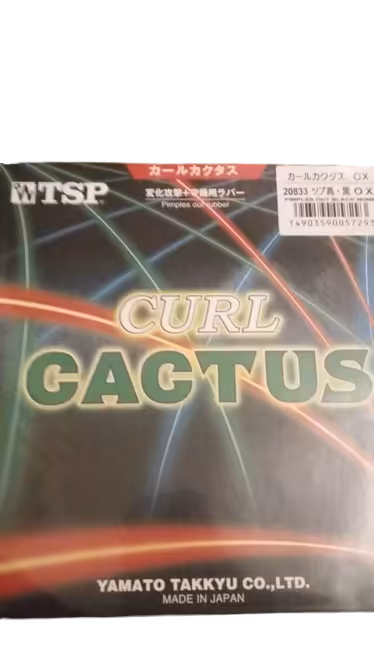 カールカクタス
TSP
変化攻撃+守備用ラバー
Pimples out rubber
カールカクタス OX
20833 ツブ高・黒 OX
PIMPLES OUT BLACK
T490359005729
CURL
CACTUS
YAMATO TAKKYU CO.,LTD.
MADE IN JAPAN